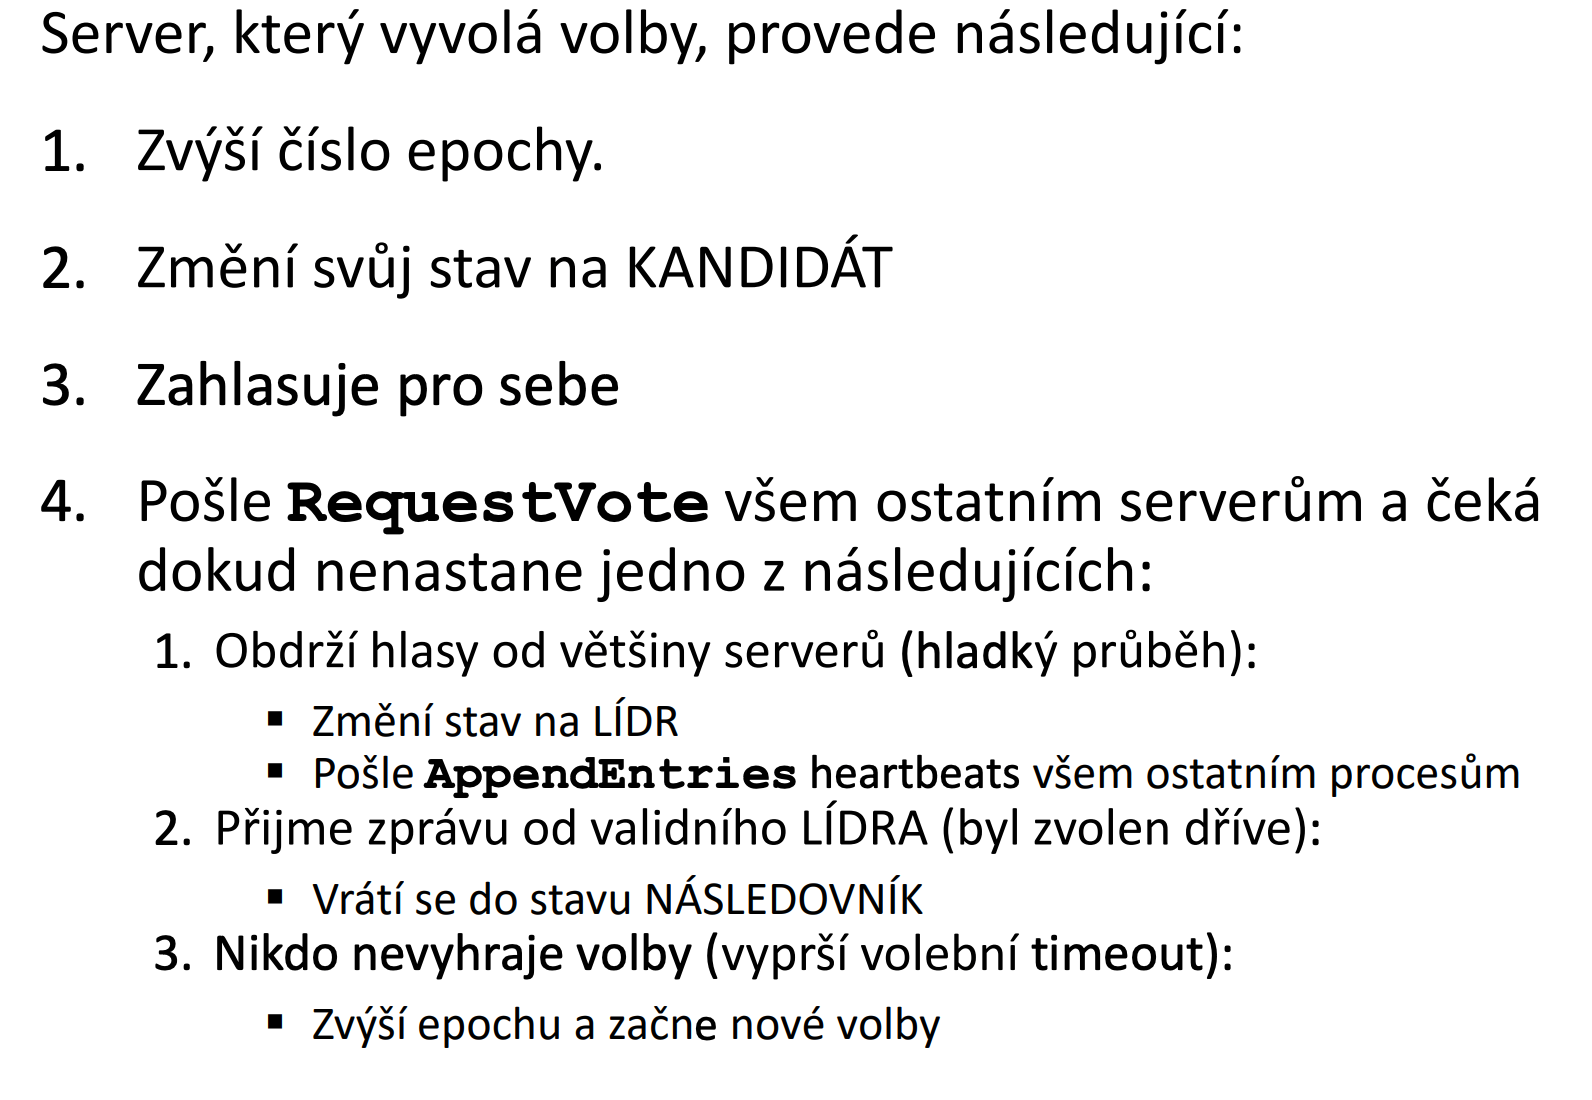 Server, který vyvolá volby, provede následující:
1. Zvýší číslo epochy.
2. Změní svůj stav na KANDIDÁT
3. Zahlasuje pro sebe
4. Pošle RequestVote všem ostatním serverům a čeká
dokud nenastane jedno z následujících:
1. Obdrží hlasy od většiny serverů (hladký průběh):
▪ Změní stav na LÍDR
▪ Pošle AppendEntries heartbeats všem ostatním procesům
2. Přijme zprávu od validního LÍDRA (byl zvolen dříve):
▪ Vrátí se do stavu NÁSLEDOVNÍK
3. Nikdo nevyhraje volby (vyprší volební timeout):
▪ Zvýší epochu a začne nové volby